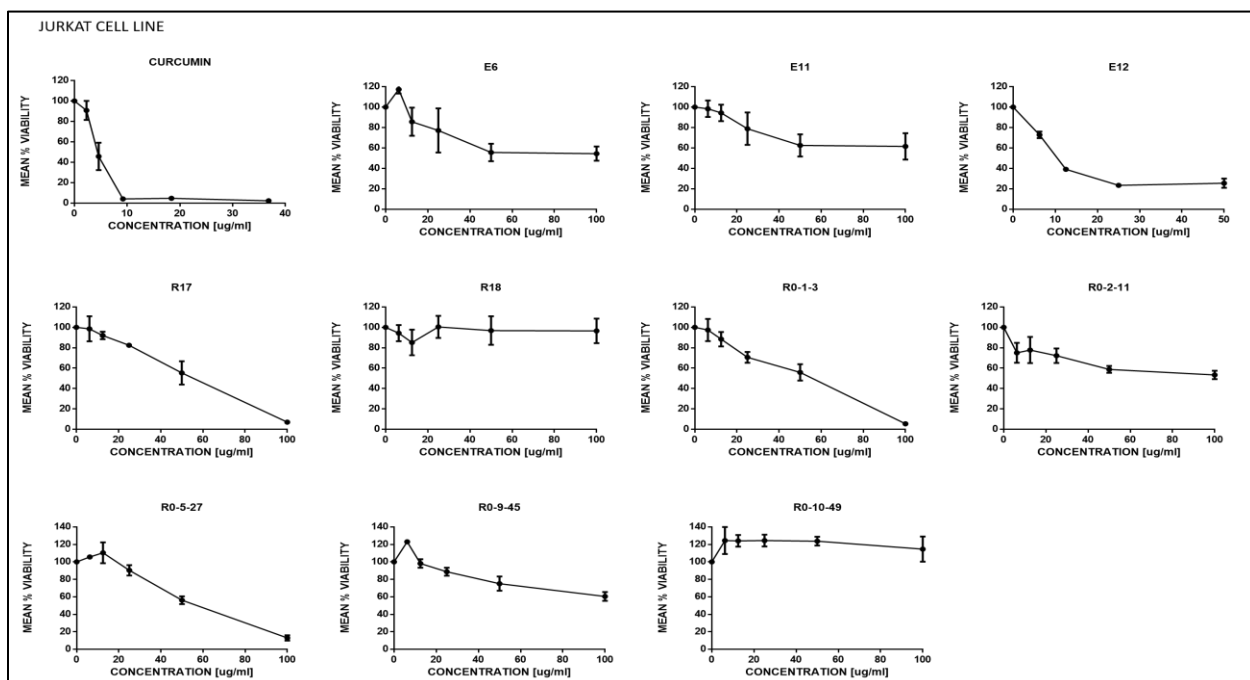 JURKAT CELL LINE
CURCUMIN
MEAN % VIABILITY
120
100
80
60
40
20
0
0 10 20 30 40
CONCENTRATION [ug/ml]
E6
MEAN % VIABILITY
120
100
80
60
40
20
0
0 20 40 60 80 100
CONCENTRATION [ug/ml]
E11
MEAN % VIABILITY
120
100
80
60
40
20
0
0 20 40 60 80 100
CONCENTRATION [ug/ml]
E12
MEAN % VIABILITY
120
100
80
60
40
20
0
0 10 20 30 40 50
CONCENTRATION [ug/ml]
R17
MEAN % VIABILITY
120
100
80
60
40
20
0
0 20 40 60 80 100
CONCENTRATION [ug/ml]
R18
MEAN % VIABILITY
120
100
80
60
40
20
0
0 20 40 60 80 100
CONCENTRATION [ug/ml]
R0-1-3
MEAN % VIABILITY
120
100
80
60
40
20
0
0 20 40 60 80 100
CONCENTRATION [ug/ml]
R0-2-11
MEAN % VIABILITY
120
100
80
60
40
20
0
0 20 40 60 80 100
CONCENTRATION [ug/ml]
R0-5-27
MEAN % VIABILITY
140
120
100
80
60
40
20
0
0 20 40 60 80 100
CONCENTRATION [ug/ml]
R0-9-45
MEAN % VIABILITY
140
120
100
80
60
40
20
0
0 20 40 60 80 100
CONCENTRATION [ug/ml]
R0-10-49
MEAN % VIABILITY
140
120
100
80
60
40
20
0
0 20 40 60 80 100
CONCENTRATION [ug/ml]